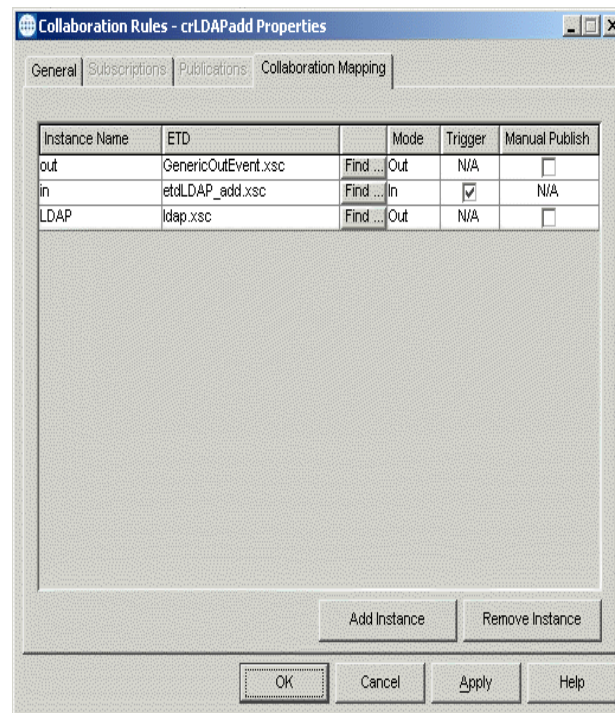 Collaboration Rules - crLDAPadd Properties
General Subscriptions Publications Collaboration Mapping
Instance Name ETD Mode Trigger Manual Publish
out GenericOutEvent.xsc Find ... Out N/A
in etdLDAP_add.xsc Find ... In N/A
LDAP ldap.xsc Find ... Out N/A
Add Instance Remove Instance
OK Cancel Apply Help